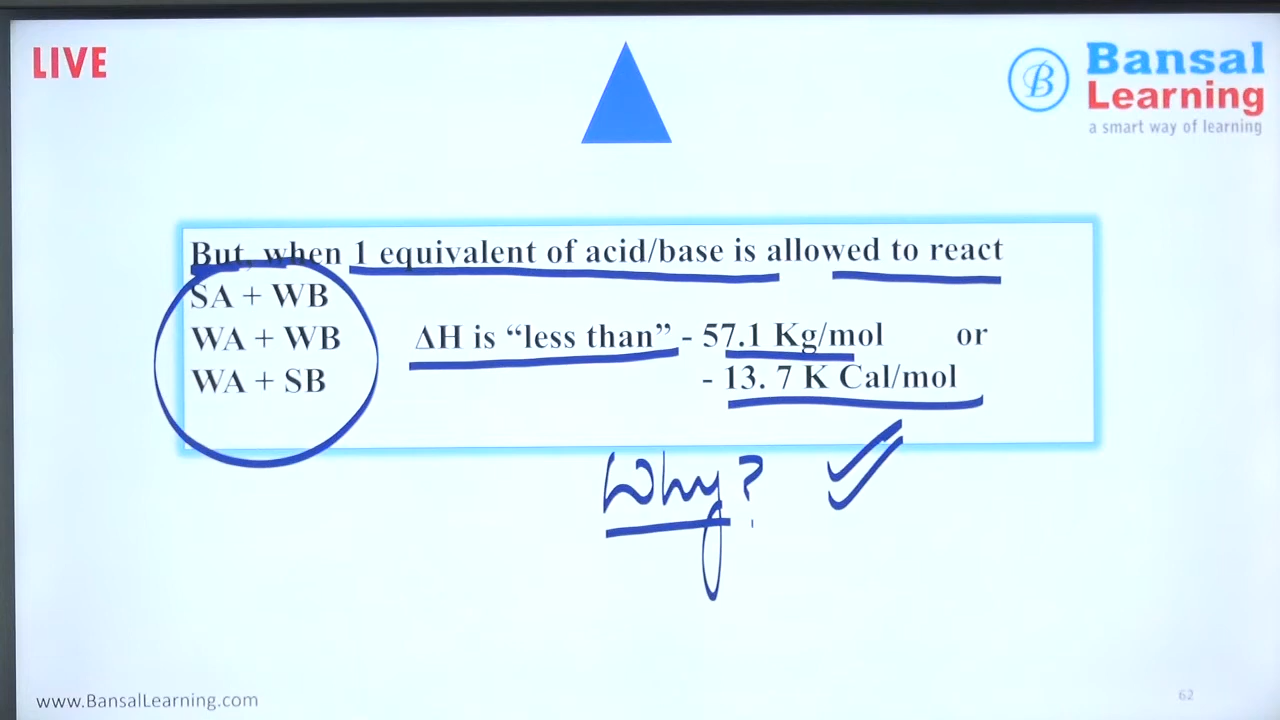 LIVE
Bansal
Learning
a smart way of learning
But, when 1 equivalent of acid/base is allowed to react
SA + WB
WA + WB ΔH is “less than” - 57.1 Kg/mol or
WA + SB - 13. 7 K Cal/mol
Why?
www.BansalLearning.com
62